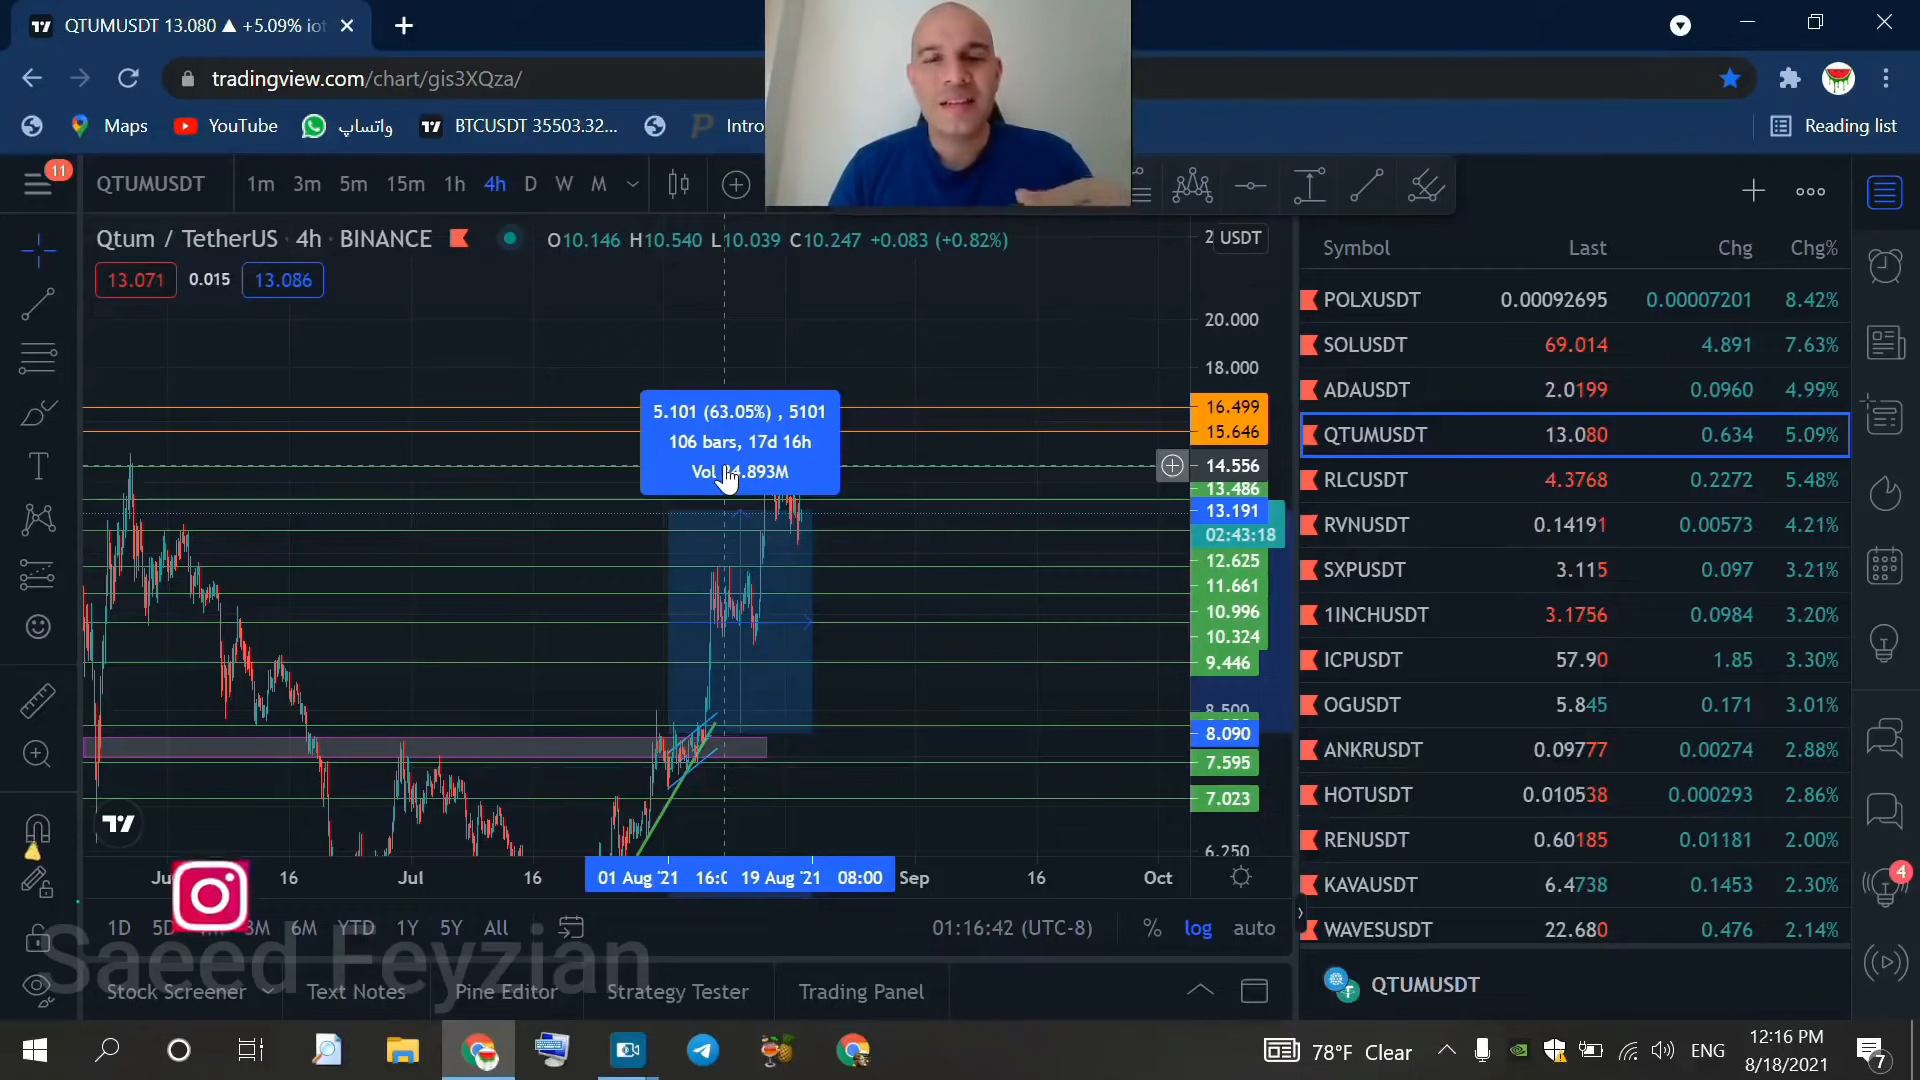 QTUMUSDT 13.080 ▲ +5.09% iot
tradingview.com/chart/gis3XQza/
Maps
YouTube
واتساپ
BTCUSDT 35503.32...
Intro
Reading list
11
QTUMUSDT
1m 3m 5m 15m 1h 4h D W M
Qtum / TetherUS 4h BINANCE
O10.146 H10.540 L10.039 C10.247 +0.083 (+0.82%)
USDT
13.071 0.015 13.086
20.000
18.000
16.499
15.646
14.556
13.486
13.191
02:43:18
12.625
11.661
10.996
10.324
9.446
8.500
8.090
7.595
7.023
6.250
5.101 (63.05%) , 5101
106 bars, 17d 16h
Vol 893M
16 Jul 16 01 Aug '21 19 Aug '21 08:00 Sep 16 Oct
1D 3M 6M YTD 1Y 5Y All
01:16:42 (UTC-8)
% log auto
Saeed Feyzian
Stock Screener Text Notes Pine Editor Strategy Tester Trading Panel
Symbol Last Chg Chg%
POLXUSDT 0.00092695 0.00007201 8.42%
SOLUSDT 69.014 4.891 7.63%
ADAUSDT 2.0199 0.0960 4.99%
QTUMUSDT 13.080 0.634 5.09%
RLCUSDT 4.3768 0.2272 5.48%
RVNUSDT 0.14191 0.00573 4.21%
SXPUSDT 3.115 0.097 3.21%
1INCHUSDT 3.1756 0.0984 3.20%
ICPUSDT 57.90 1.85 3.30%
OGUSDT 5.845 0.171 3.01%
ANKRUSDT 0.09777 0.00274 2.88%
HOTUSDT 0.010538 0.000293 2.86%
RENUSDT 0.60185 0.01181 2.00%
KAVAUSDT 6.4738 0.1453 2.30%
WAVESUSDT 22.680 0.476 2.14%
4
QTUMUSDT
78°F Clear
ENG
12:16 PM
8/18/2021
7